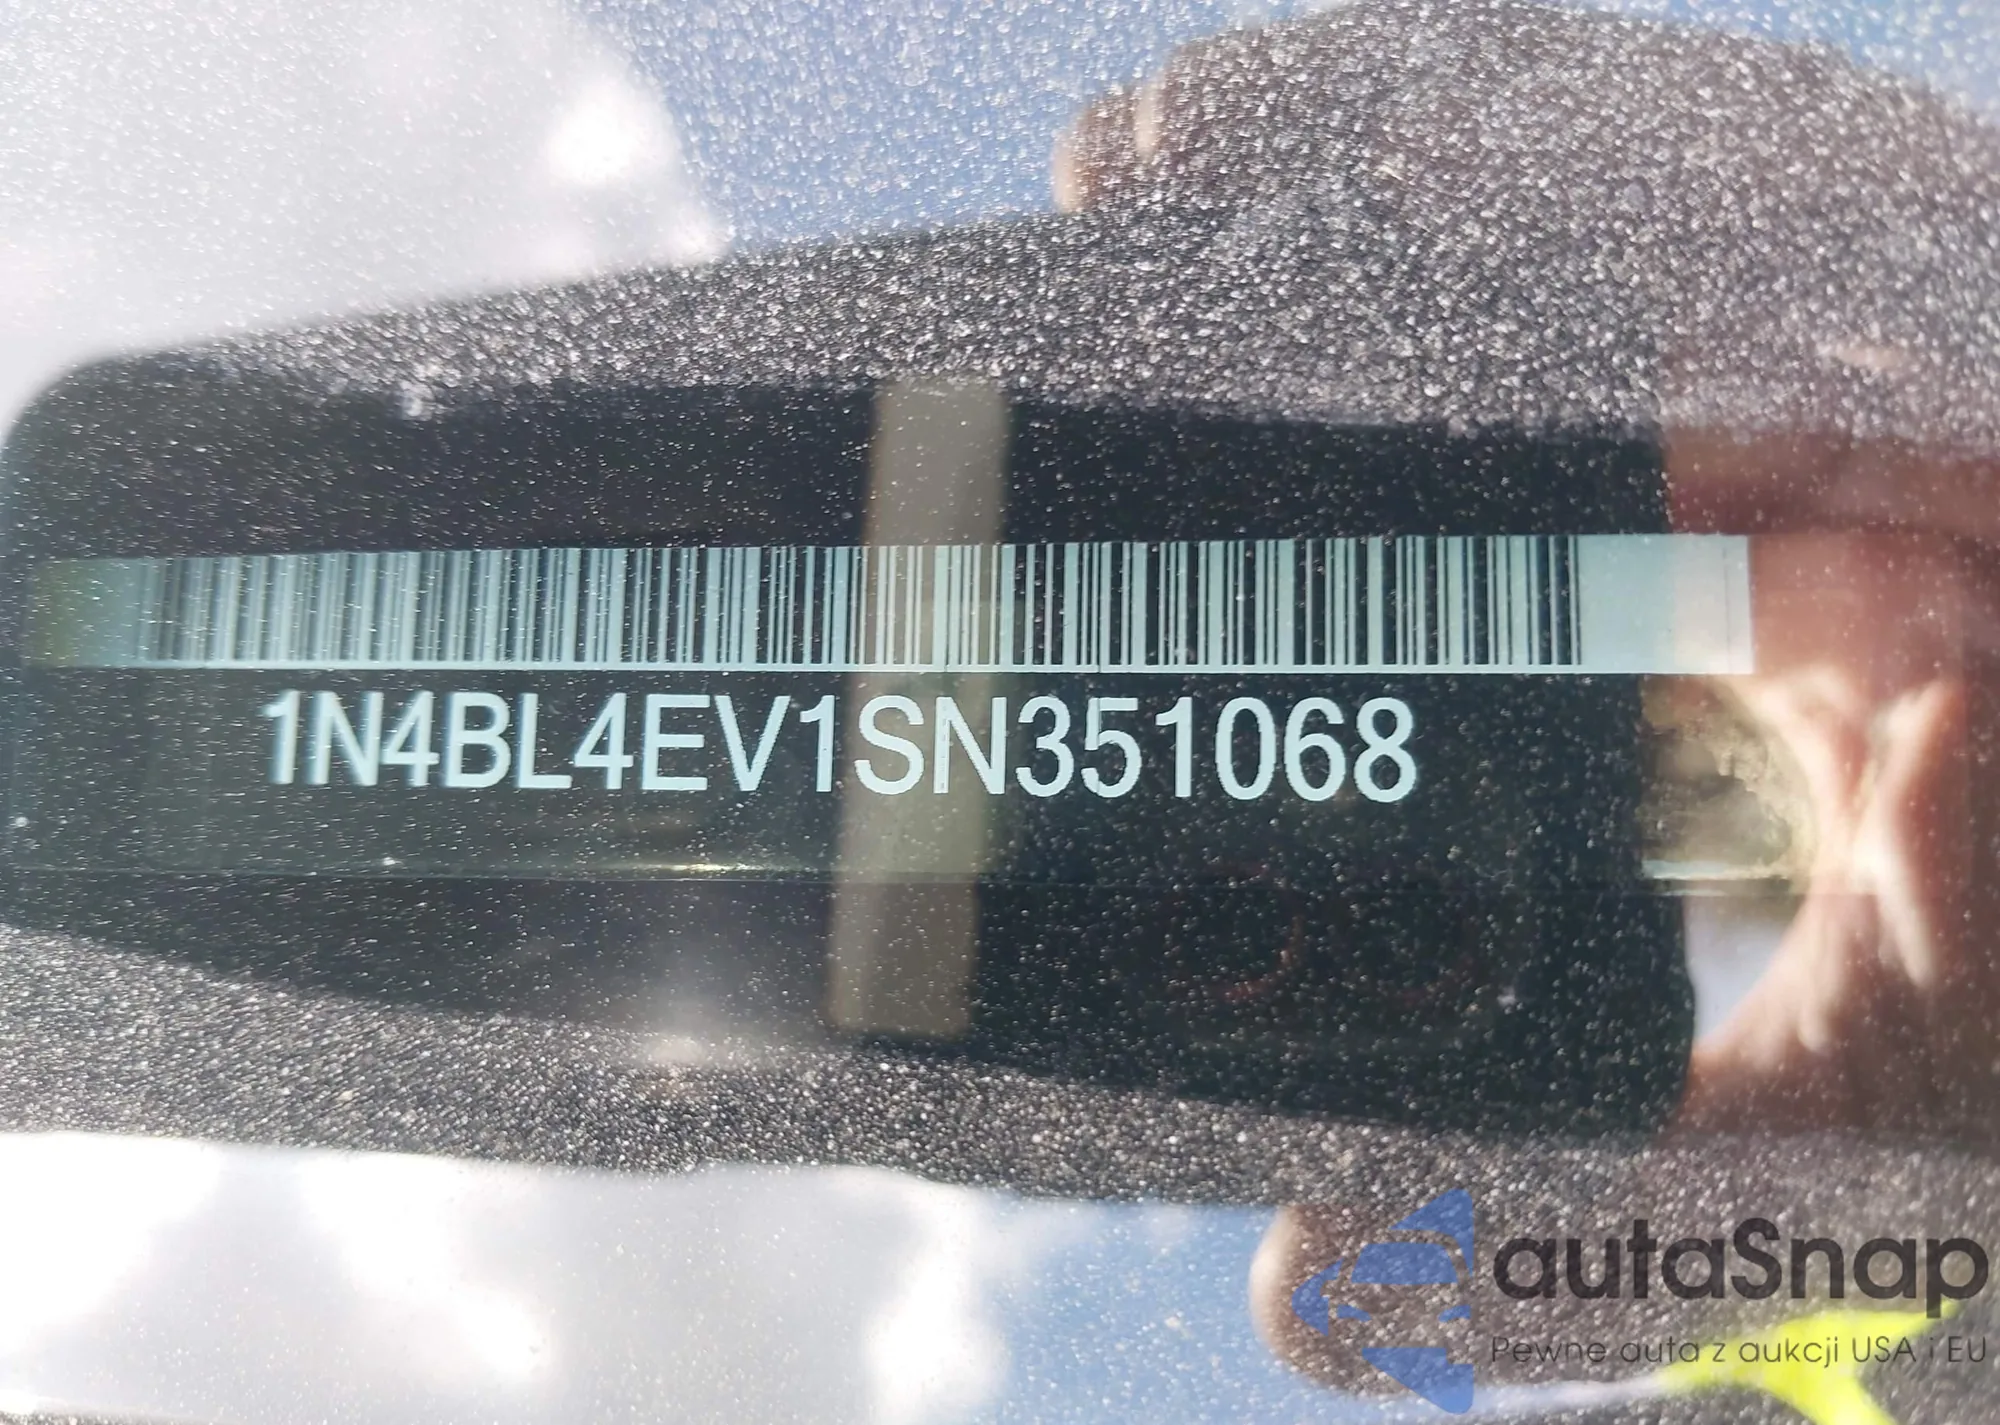 1N4BL4EV1SN351068
autaSnap
Pewne auta z aukcji USA i EU